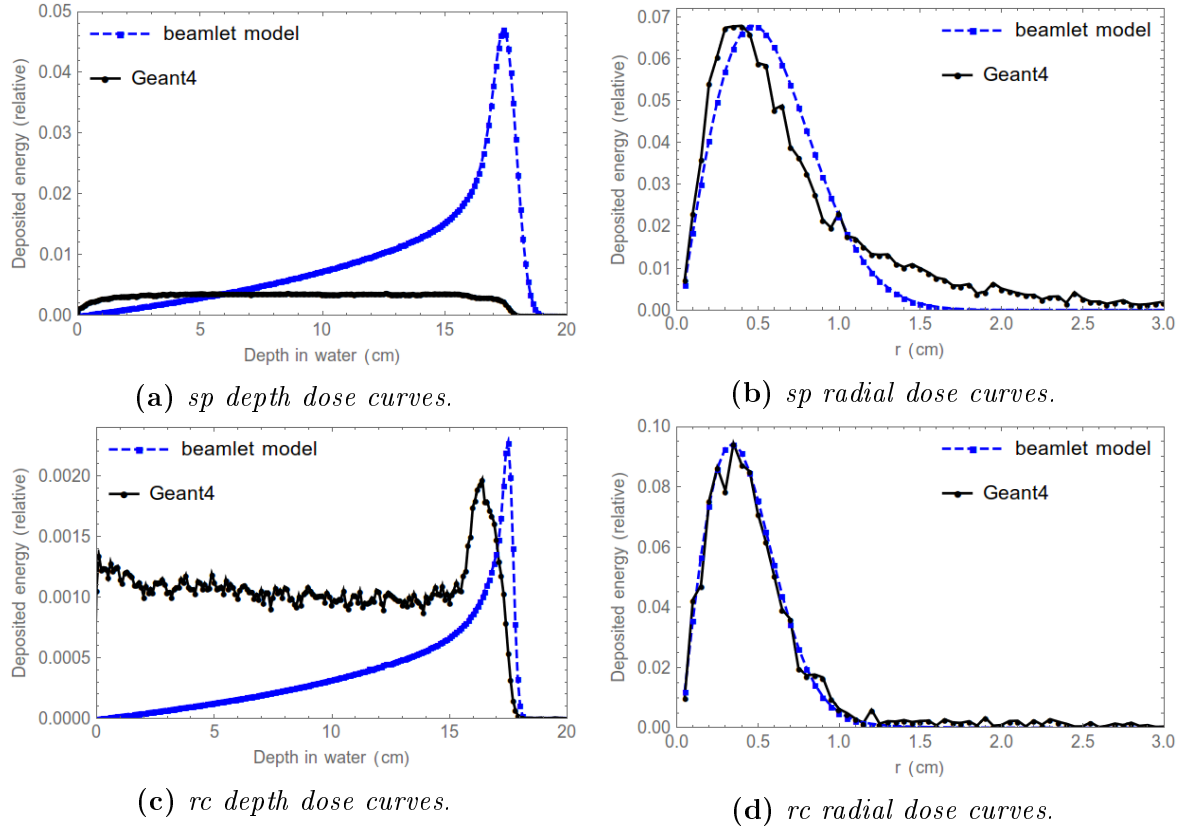 0.05
0.04
0.03
0.02
0.01
0.00
Deposited energy (relative)
beamlet model
Geant4
0 5 10 15 20
Depth in water (cm)
(a) sp depth dose curves.
0.07
0.06
0.05
0.04
0.03
0.02
0.01
0.00
Deposited energy (relative)
beamlet model
Geant4
0.0 0.5 1.0 1.5 2.0 2.5 3.0
r (cm)
(b) sp radial dose curves.
0.0020
0.0015
0.0010
0.0005
0.0000
Deposited energy (relative)
beamlet model
Geant4
0 5 10 15 20
Depth in water (cm)
(c) rc depth dose curves.
0.10
0.08
0.06
0.04
0.02
0.00
Deposited energy (relative)
beamlet model
Geant4
0.0 0.5 1.0 1.5 2.0 2.5 3.0
r (cm)
(d) rc radial dose curves.